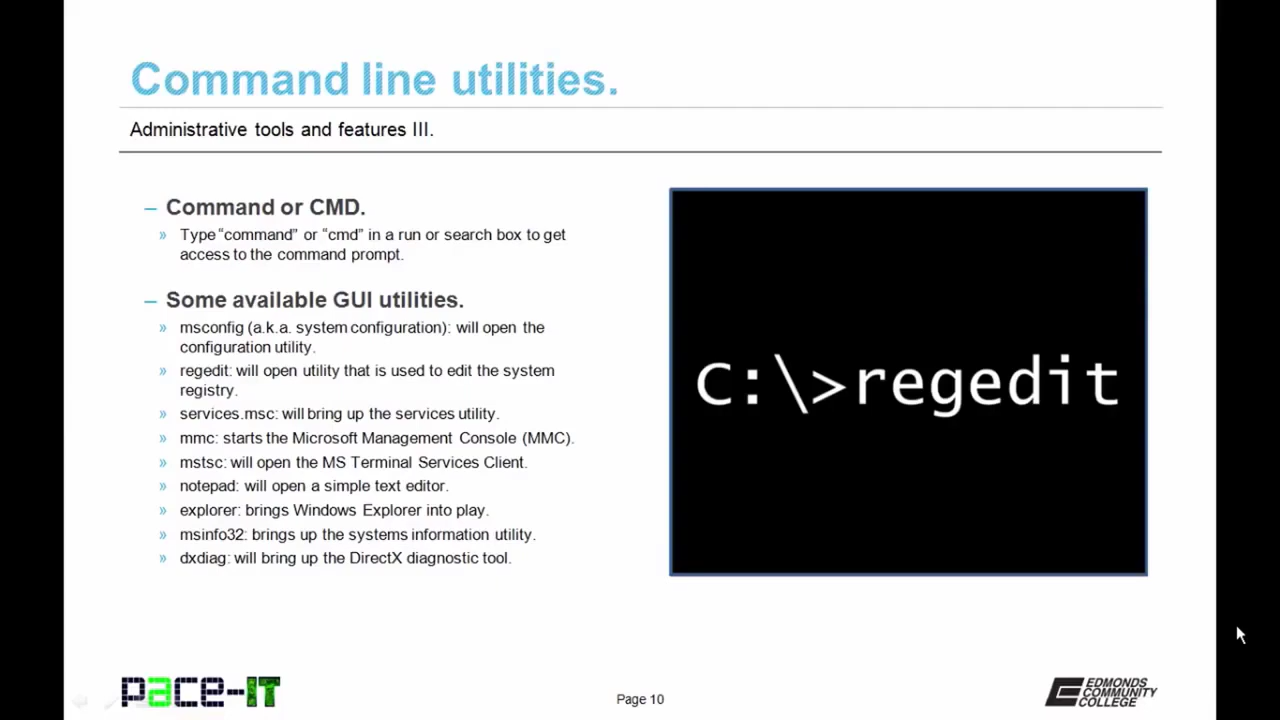 Command line utilities.
Administrative tools and features III.
– Command or CMD.
» Type “command” or “cmd” in a run or search box to get
access to the command prompt.
– Some available GUI utilities.
» msconfig (a.k.a. system configuration): will open the
configuration utility.
» regedit: will open utility that is used to edit the system
registry.
» services.msc: will bring up the services utility.
» mmc: starts the Microsoft Management Console (MMC).
» mstsc: will open the MS Terminal Services Client.
» notepad: will open a simple text editor.
» explorer: brings Windows Explorer into play.
» msinfo32: brings up the systems information utility.
» dxdiag: will bring up the DirectX diagnostic tool.
C:\>regedit
pace-IT
Page 10
EDMONDS
COMMUNITY
COLLEGE